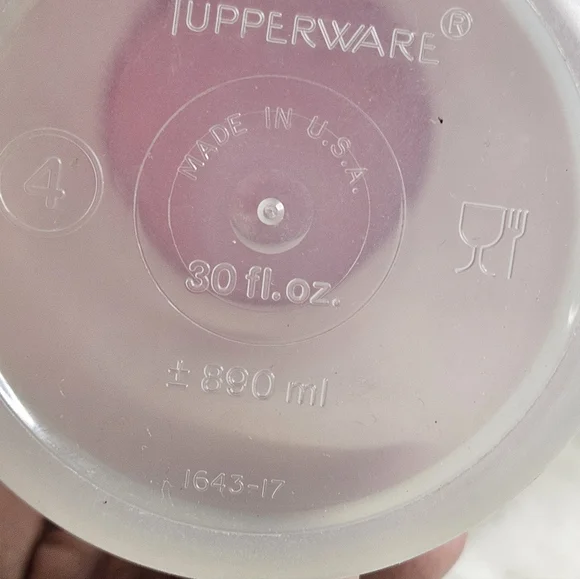 TUPPERWARE®
MADE IN U.S.A.
4
30 fl. oz.
± 890 ml
1643-17